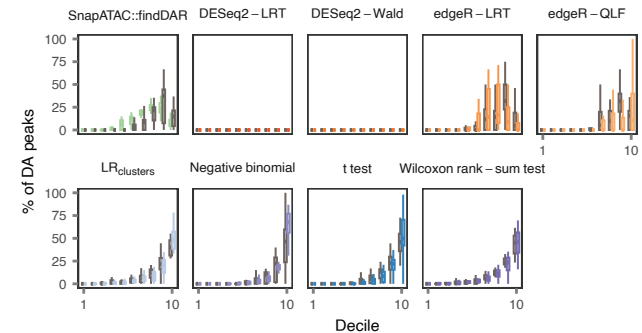 SnapATAC::findDAR DESeq2–LRT DESeq2–Wald edgeR–LRT edgeR–QLF
100
75
50
25
0
1 10
LRclusters Negative binomial t test Wilcoxon rank–sum test
100
75
50
25
0
1 10 1 10 1 10 1 10
% of DA peaks
Decile